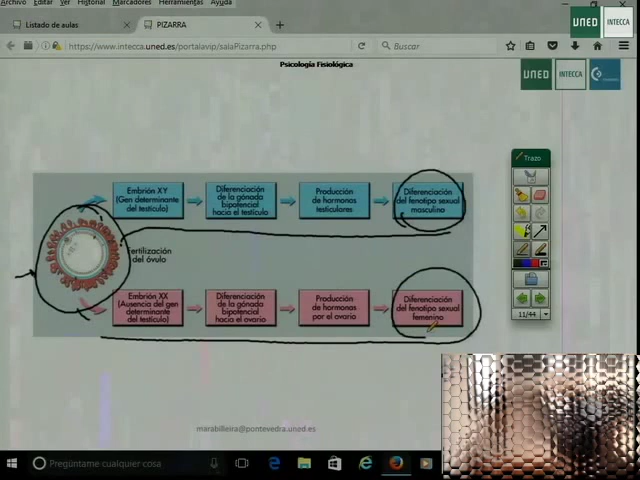 Archivo Editar Ver Historial Marcadores Herramientas Ayuda
Listado de aulas
PIZARRA
https://www.intecca.uned.es/portalavip/salaPizarra.php
Buscar
UNED INTECCA
Psicología Fisiológica
UNED INTECCA
Trazo
Embrión XY
(Gen determinante
del testículo)
Diferenciación
de la gónada
bipotencial
hacia el testículo
Producción
de hormonas
testiculares
Diferenciación
del fenotipo sexual
masculino
Fertilización
del óvulo
Embrión XX
(Ausencia del gen
determinante
del testículo)
Diferenciación
de la gónada
bipotencial
hacia el ovario
Producción
de hormonas
por el ovario
Diferenciación
del fenotipo sexual
femenino
11/44
marabilleira@pontevedra.uned.es
Pregúntame cualquier cosa